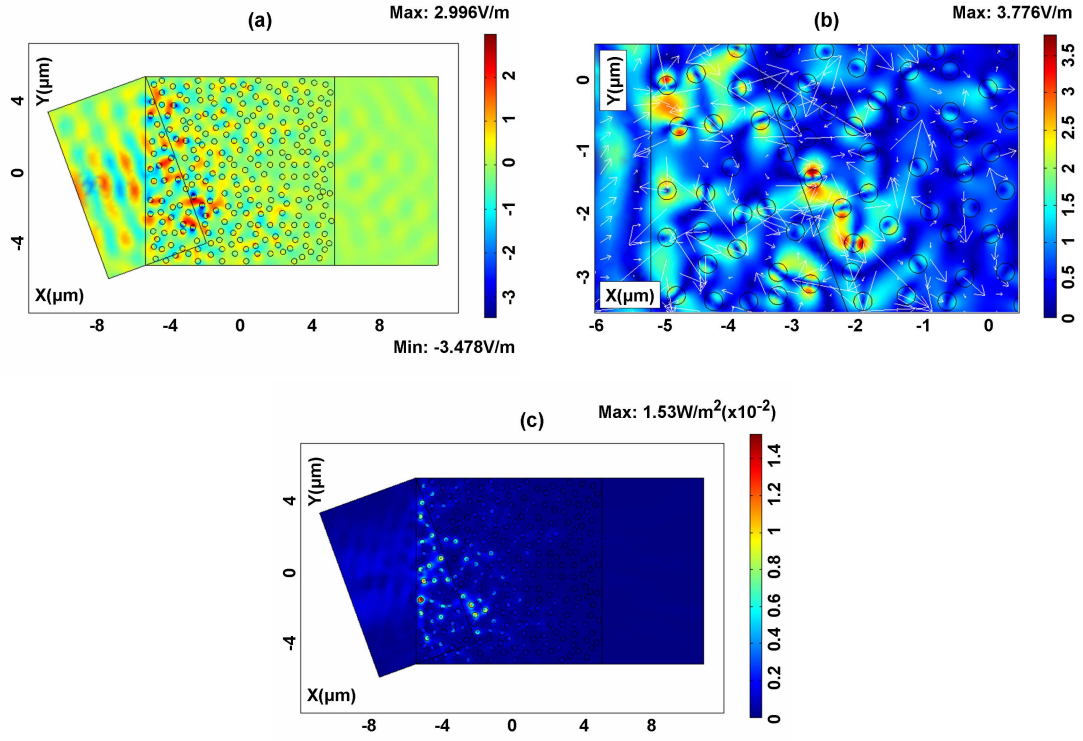 (a)
Max: 2.996V/m
Y(µm)
4
0
-4
X(µm)
-8 -4 0 4 8
2
1
0
-1
-2
-3
Min: -3.478V/m
(b)
Max: 3.776V/m
Y(µm)
0
-1
-2
-3
X(µm)
-6 -5 -4 -3 -2 -1 0
3.5
3
2.5
2
1.5
1
0.5
0
(c)
Max: 1.53W/m²(x10⁻²)
Y(µm)
4
0
-4
X(µm)
-8 -4 0 4 8
1.4
1.2
1
0.8
0.6
0.4
0.2
0